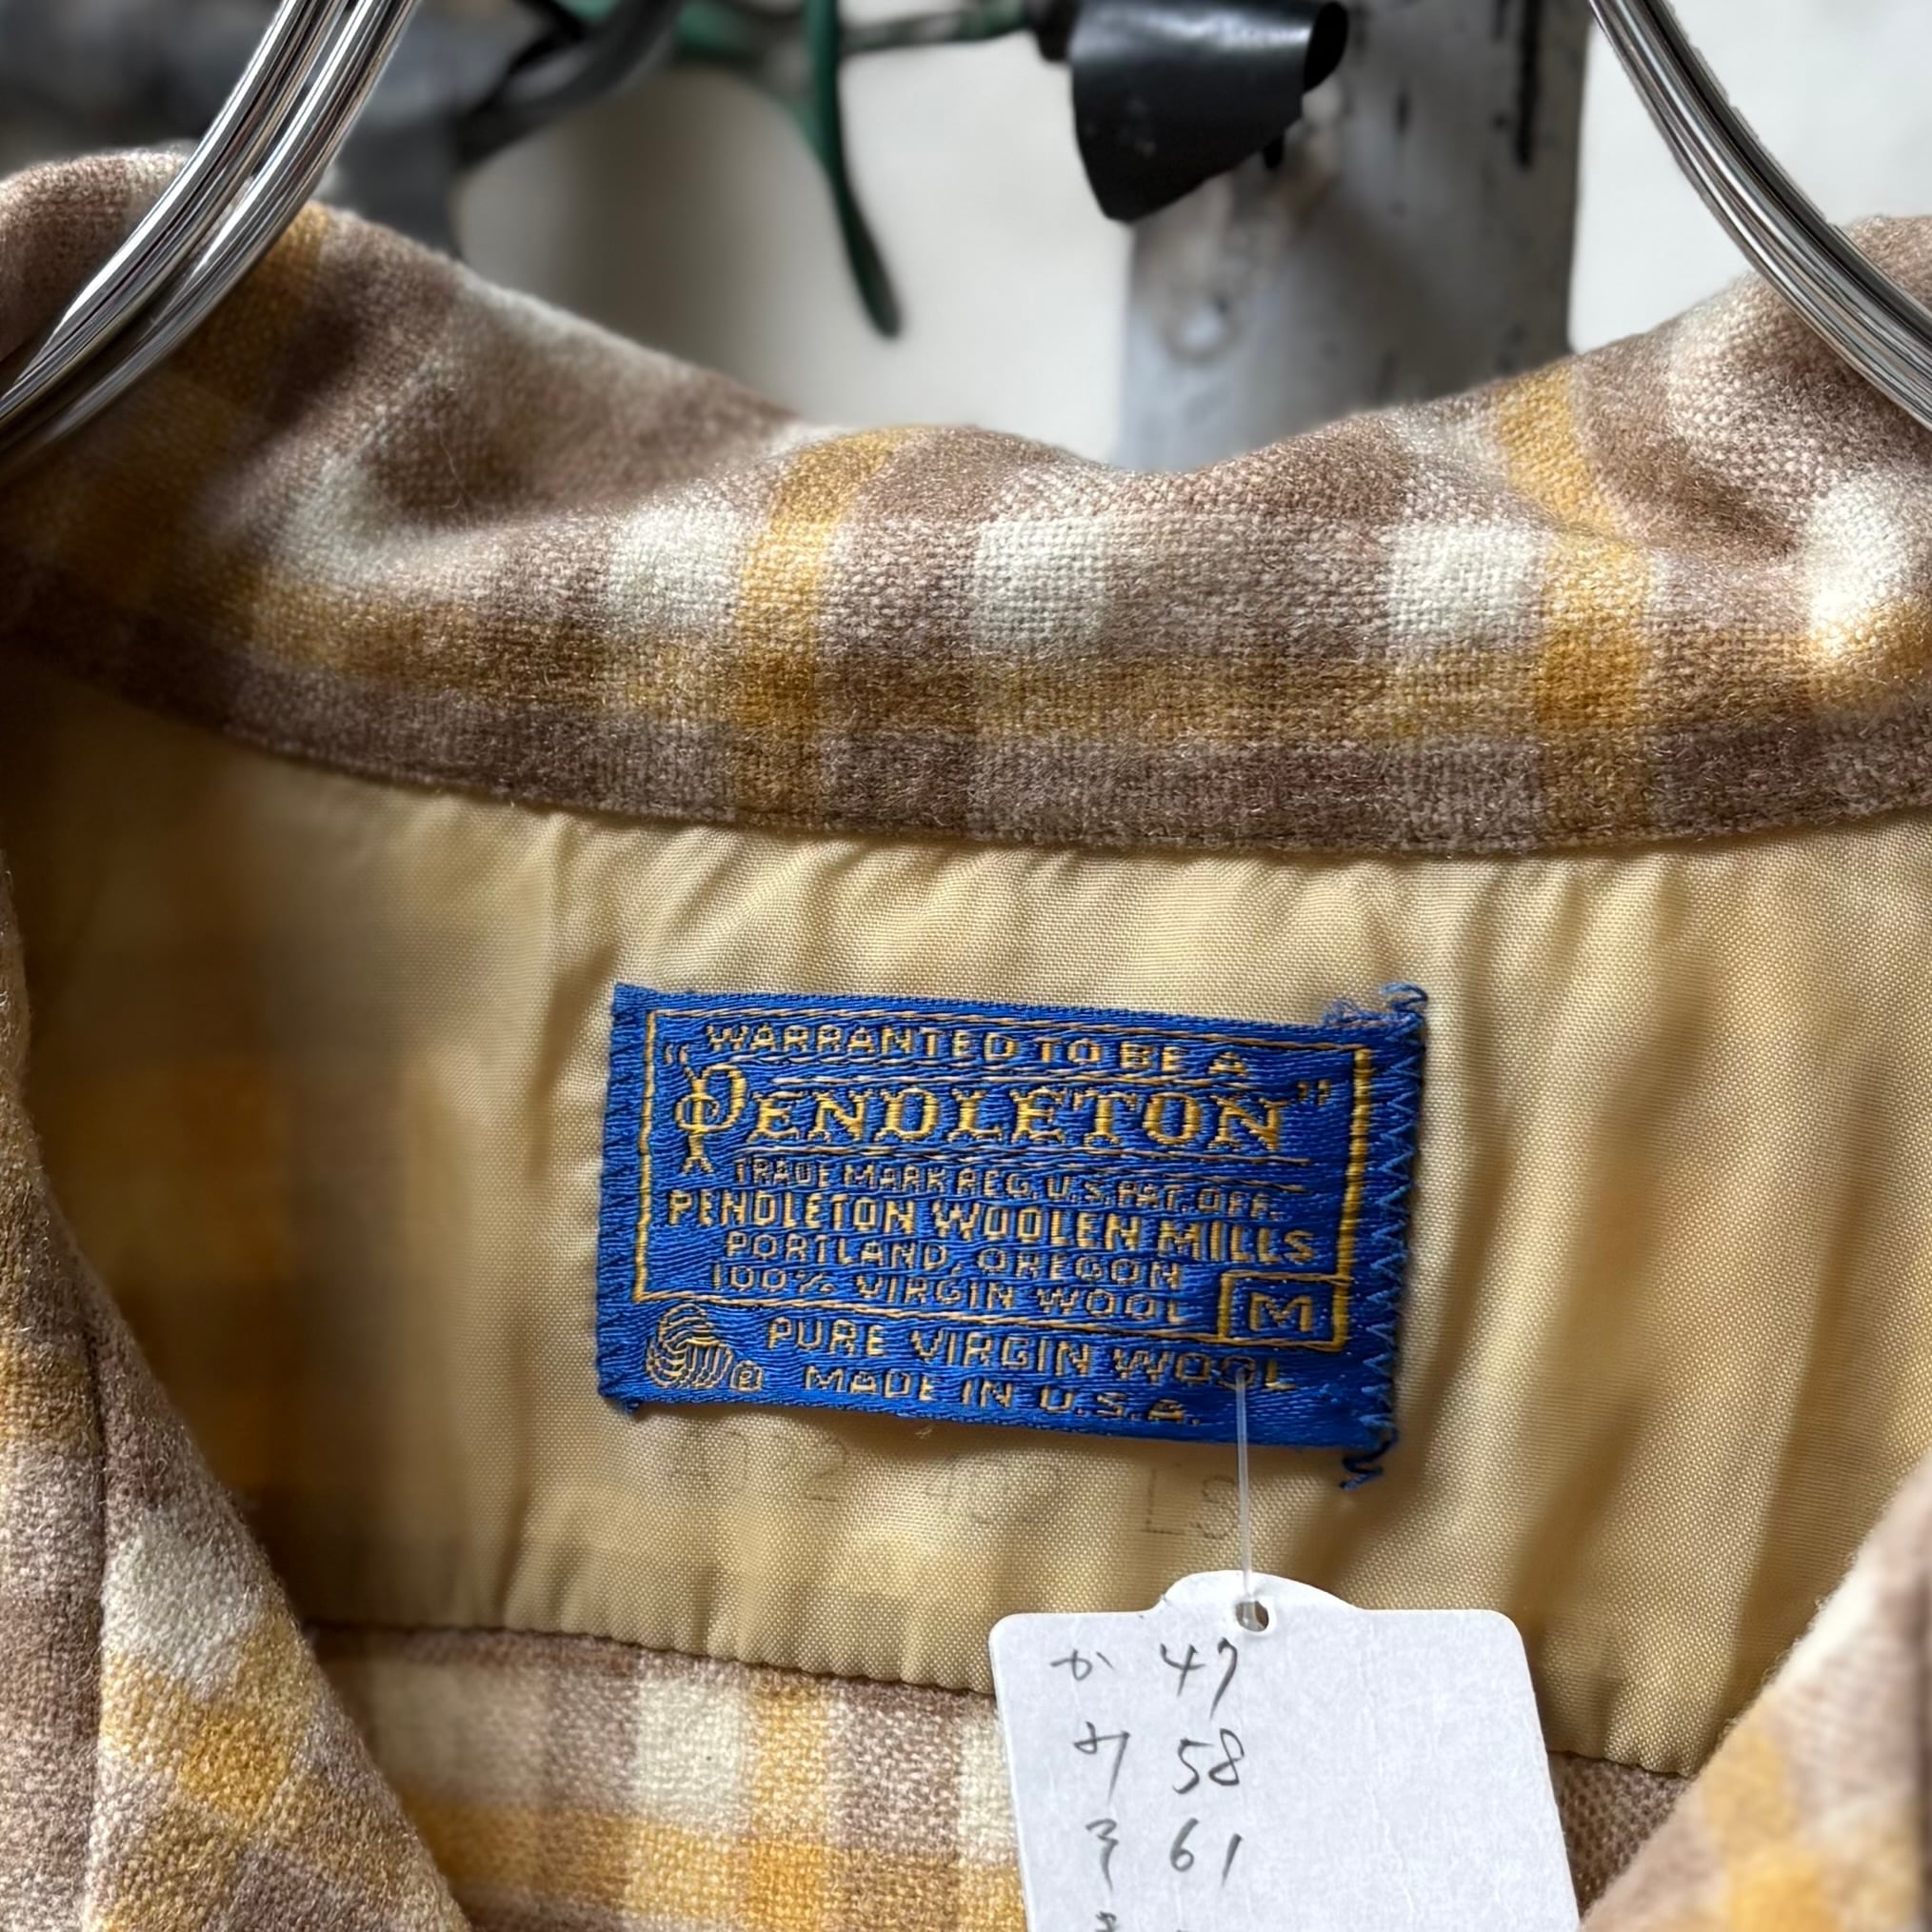 WARRANTED TO BE A
"PENDLETON"
TRADE MARK REG. U.S. PAT. OFF.
PENDLETON WOOLEN MILLS
PORTLAND, OREGON
100% VIRGIN WOOL M
PURE VIRGIN WOOL
® MADE IN U.S.A.
LS
か 47
み 58
そ 61